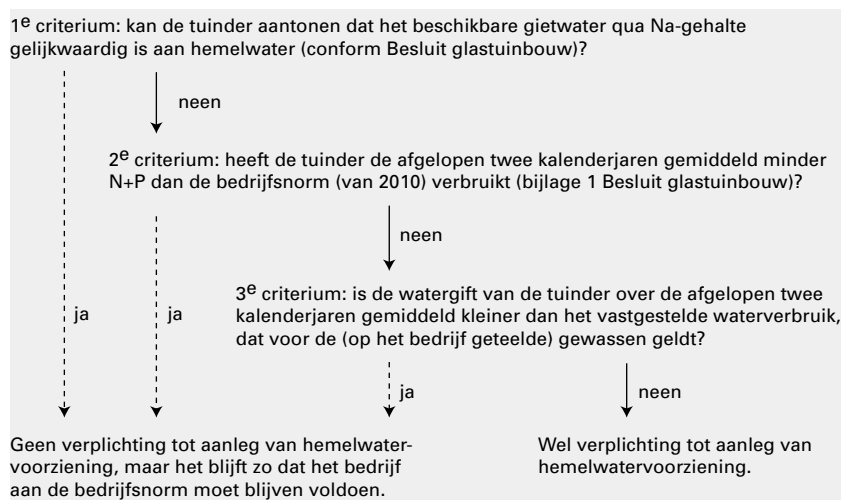 1e criterium: kan de tuinder aantonen dat het beschikbare gietwater qua Na-gehalte
gelijkwaardig is aan hemelwater (conform Besluit glastuinbouw)?
neen
2e criterium: heeft de tuinder de afgelopen twee kalenderjaren gemiddeld minder
N+P dan de bedrijfsnorm (van 2010) verbruikt (bijlage 1 Besluit glastuinbouw)?
neen
ja
ja
3e criterium: is de watergift van de tuinder over de afgelopen twee
kalenderjaren gemiddeld kleiner dan het vastgestelde waterverbruik,
dat voor de (op het bedrijf geteelde) gewassen geldt?
ja
neen
Geen verplichting tot aanleg van hemelwater-
voorziening, maar het blijft zo dat het bedrijf
aan de bedrijfsnorm moet blijven voldoen.
Wel verplichting tot aanleg van
hemelwatervoorziening.